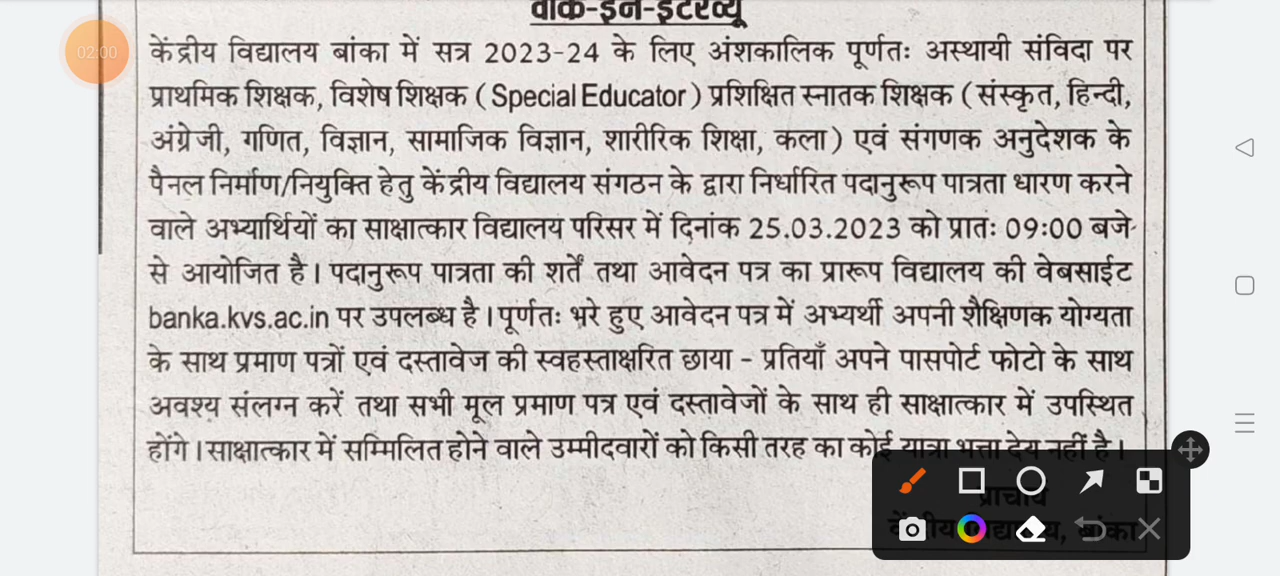 वाक-इन-इंटरव्यू
02:00
केंद्रीय विद्यालय बांका में सत्र 2023-24 के लिए अंशकालिक पूर्णतः अस्थायी संविदा पर
प्राथमिक शिक्षक, विशेष शिक्षक ( Special Educator ) प्रशिक्षित स्नातक शिक्षक ( संस्कृत, हिन्दी,
अंग्रेजी, गणित, विज्ञान, सामाजिक विज्ञान, शारीरिक शिक्षा, कला ) एवं संगणक अनुदेशक के
पैनल निर्माण/नियुक्ति हेतु केंद्रीय विद्यालय संगठन के द्वारा निर्धारित पदानुरूप पात्रता धारण करने
वाले अभ्यार्थियों का साक्षात्कार विद्यालय परिसर में दिनांक 25.03.2023 को प्रातः 09:00 बजे
से आयोजित है। पदानुरूप पात्रता की शर्तें तथा आवेदन पत्र का प्रारूप विद्यालय की वेबसाईट
banka.kvs.ac.in पर उपलब्ध है। पूर्णतः भरे हुए आवेदन पत्र में अभ्यर्थी अपनी शैक्षिणक योग्यता
के साथ प्रमाण पत्रों एवं दस्तावेज की स्वहस्ताक्षरित छाया - प्रतियाँ अपने पासपोर्ट फोटो के साथ
अवश्य संलग्न करें तथा सभी मूल प्रमाण पत्र एवं दस्तावेजों के साथ ही साक्षात्कार में उपस्थित
होंगे। साक्षात्कार में सम्मिलित होने वाले उम्मीदवारों को किसी तरह का कोई यात्रा भत्ता देय नहीं है।
प्राचार्य
बांका